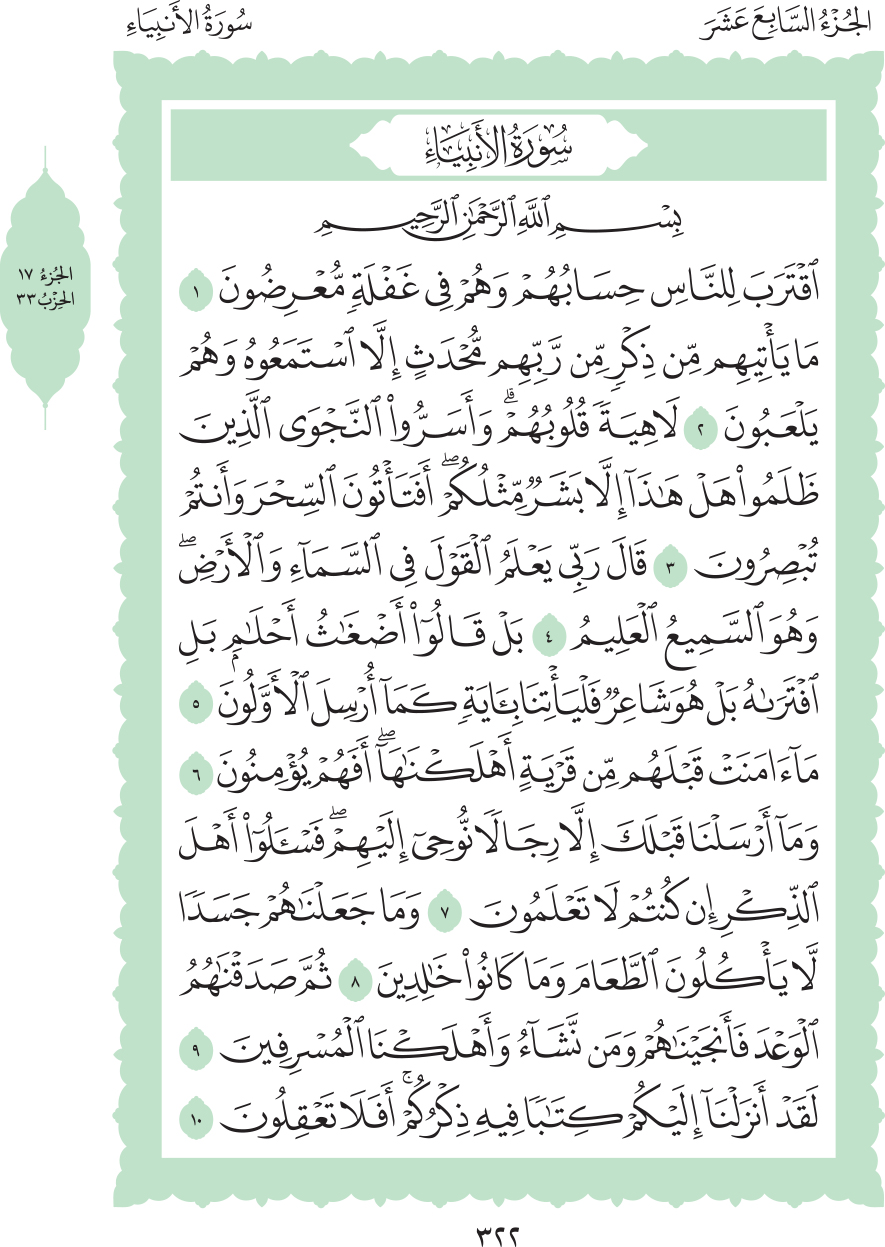 الجُزْءُ السَّابِعَ عَشَرَ
سُورَةُ الأَنبِيَاءِ
سُورَةُ الأَنبِيَاءِ
بِسۡمِ ٱللَّهِ ٱلرَّحۡمَٰنِ ٱلرَّحِيمِ
ٱقۡتَرَبَ لِلنَّاسِ حِسَابُهُمۡ وَهُمۡ فِي غَفۡلَةٖ مُّعۡرِضُونَ ١
مَا يَأۡتِيهِم مِّن ذِكۡرٖ مِّن رَّبِّهِم مُّحۡدَثٍ إِلَّا ٱسۡتَمَعُوهُ وَهُمۡ
يَلۡعَبُونَ ٢ لَاهِيَةٗ قُلُوبُهُمۡۗ وَأَسَرُّواْ ٱلنَّجۡوَى ٱلَّذِينَ
ظَلَمُواْ هَلۡ هَٰذَآ إِلَّا بَشَرٞ مِّثۡلُكُمۡۖ أَفَتَأۡتُونَ ٱلسِّحۡرَ وَأَنتُمۡ
تُبۡصِرُونَ ٣ قَالَ رَبِّي يَعۡلَمُ ٱلۡقَوۡلَ فِي ٱلسَّمَآءِ وَٱلۡأَرۡضِۖ
وَهُوَ ٱلسَّمِيعُ ٱلۡعَلِيمُ ٤ بَلۡ قَالُوٓاْ أَضۡغَٰثُ أَحۡلَٰمِۭ بَلِ
ٱفۡتَرَىٰهُ بَلۡ هُوَ شَاعِرٞ فَلۡيَأۡتِنَا بِـَٔايَةٖ كَمَآ أُرۡسِلَ ٱلۡأَوَّلُونَ ٥
مَآ ءَامَنَتۡ قَبۡلَهُم مِّن قَرۡيَةٍ أَهۡلَكۡنَٰهَآۖ أَفَهُمۡ يُؤۡمِنُونَ ٦
وَمَآ أَرۡسَلۡنَا قَبۡلَكَ إِلَّا رِجَالٗا نُّوحِيٓ إِلَيۡهِمۡۖ فَسۡـَٔلُوٓاْ أَهۡلَ
ٱلذِّكۡرِ إِن كُنتُمۡ لَا تَعۡلَمُونَ ٧ وَمَا جَعَلۡنَٰهُمۡ جَسَدٗا
لَّا يَأۡكُلُونَ ٱلطَّعَامَ وَمَا كَانُواْ خَٰلِدِينَ ٨ ثُمَّ صَدَقۡنَٰهُمُ
ٱلۡوَعۡدَ فَأَنجَيۡنَٰهُمۡ وَمَن نَّشَآءُ وَأَهۡلَكۡنَا ٱلۡمُسۡرِفِينَ ٩
لَقَدۡ أَنزَلۡنَآ إِلَيۡكُمۡ كِتَٰبٗا فِيهِ ذِكۡرُكُمۡۚ أَفَلَا تَعۡقِلُونَ ١٠
الجُزْءُ ١٧
الحِزْبُ ٣٣
٣٢٢